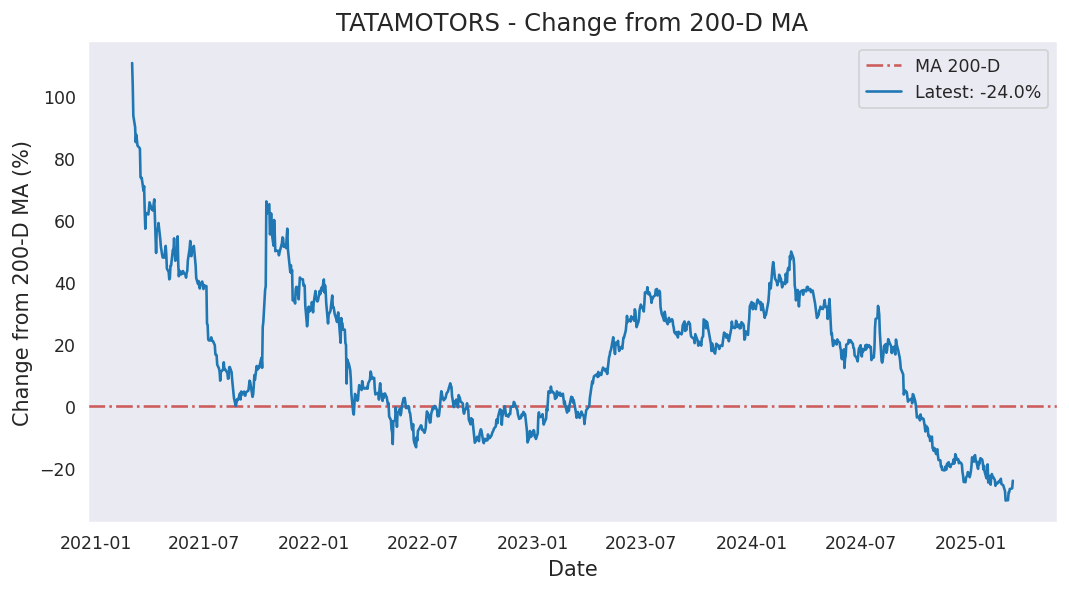 TATAMOTORS - Change from 200-D MA
MA 200-D
Latest: -24.0%
Change from 200-D MA (%)
100
80
60
40
20
0
−20
2021-01 2021-07 2022-01 2022-07 2023-01 2023-07 2024-01 2024-07 2025-01
Date